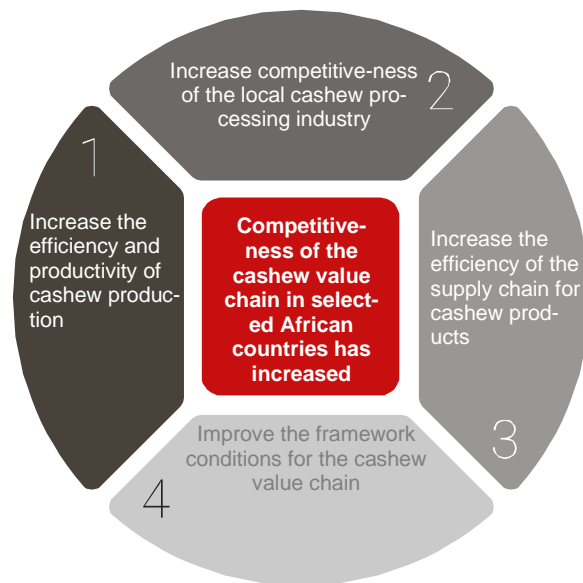 1
Increase the
efficiency and
productivity of
cashew produc-
tion
Increase competitive-ness
of the local cashew pro-
cessing industry
2
Competitive-
ness of the
cashew value
chain in select-
ed African
countries has
increased
Increase the
efficiency of the
supply chain for
cashew prod-
ucts
3
Improve the framework
conditions for the cashew
value chain
4